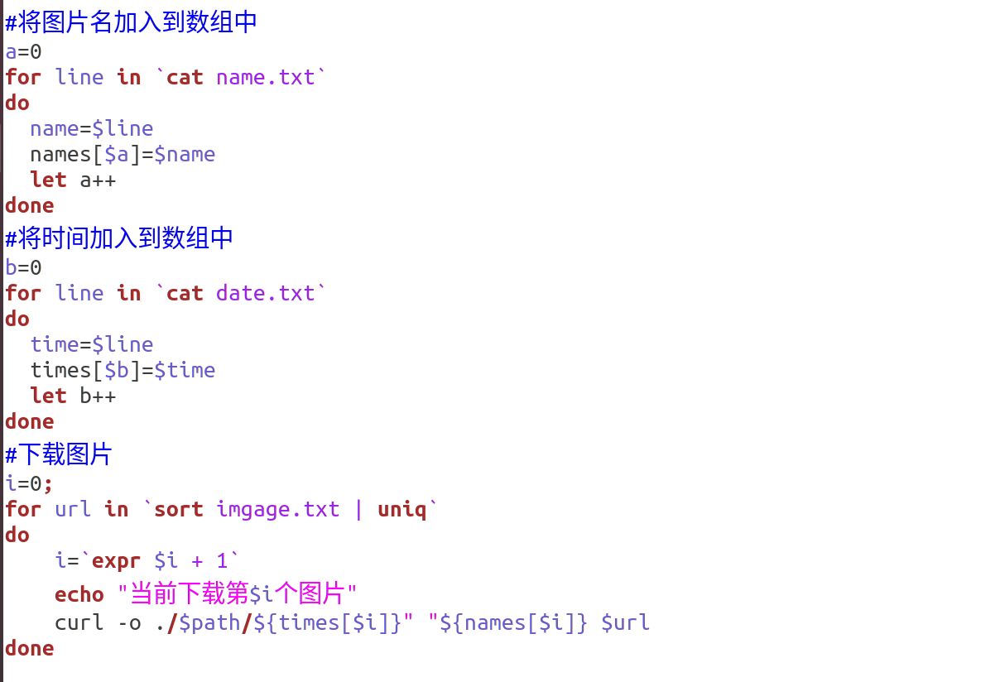 #将图片名加入到数组中
a=0
for line in `cat name.txt`
do
  name=$line
  names[$a]=$name
  let a++
done
#将时间加入到数组中
b=0
for line in `cat date.txt`
do
  time=$line
  times[$b]=$time
  let b++
done
#下载图片
i=0;
for url in `sort imgage.txt | uniq`
do
    i=`expr $i + 1`
    echo "当前下载第$i个图片"
    curl -o ./$path/${times[$i]}" "${names[$i]} $url
done